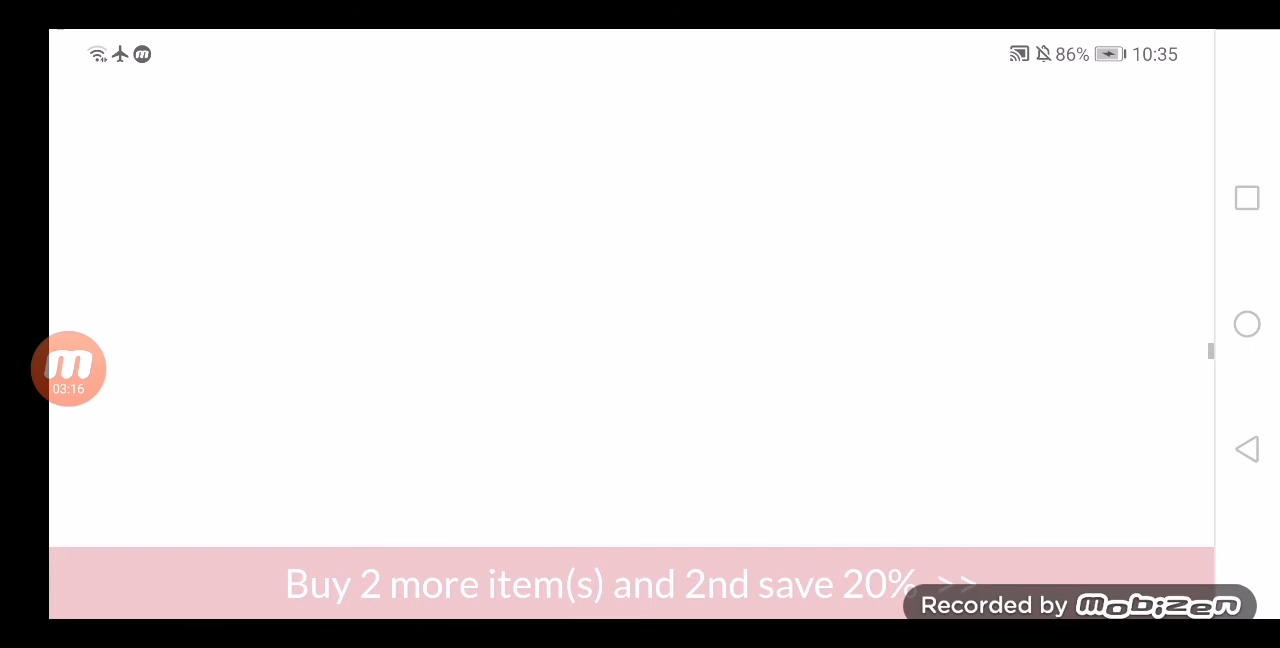 86% 10:35
m
03:16
Buy 2 more item(s) and 2nd save 20% >>
Recorded by mobizen